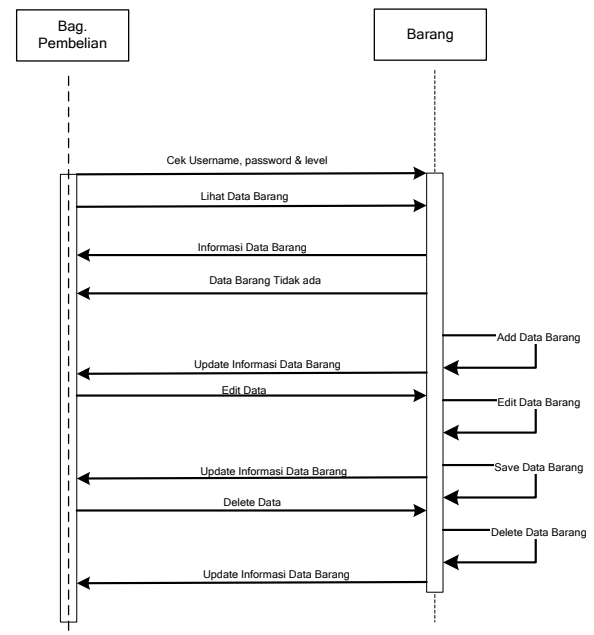 Bag.
Pembelian
Barang
Cek Username, password & level
Lihat Data Barang
Informasi Data Barang
Data Barang Tidak ada
Add Data Barang
Update Informasi Data Barang
Edit Data
Edit Data Barang
Save Data Barang
Update Informasi Data Barang
Delete Data
Delete Data Barang
Update Informasi Data Barang